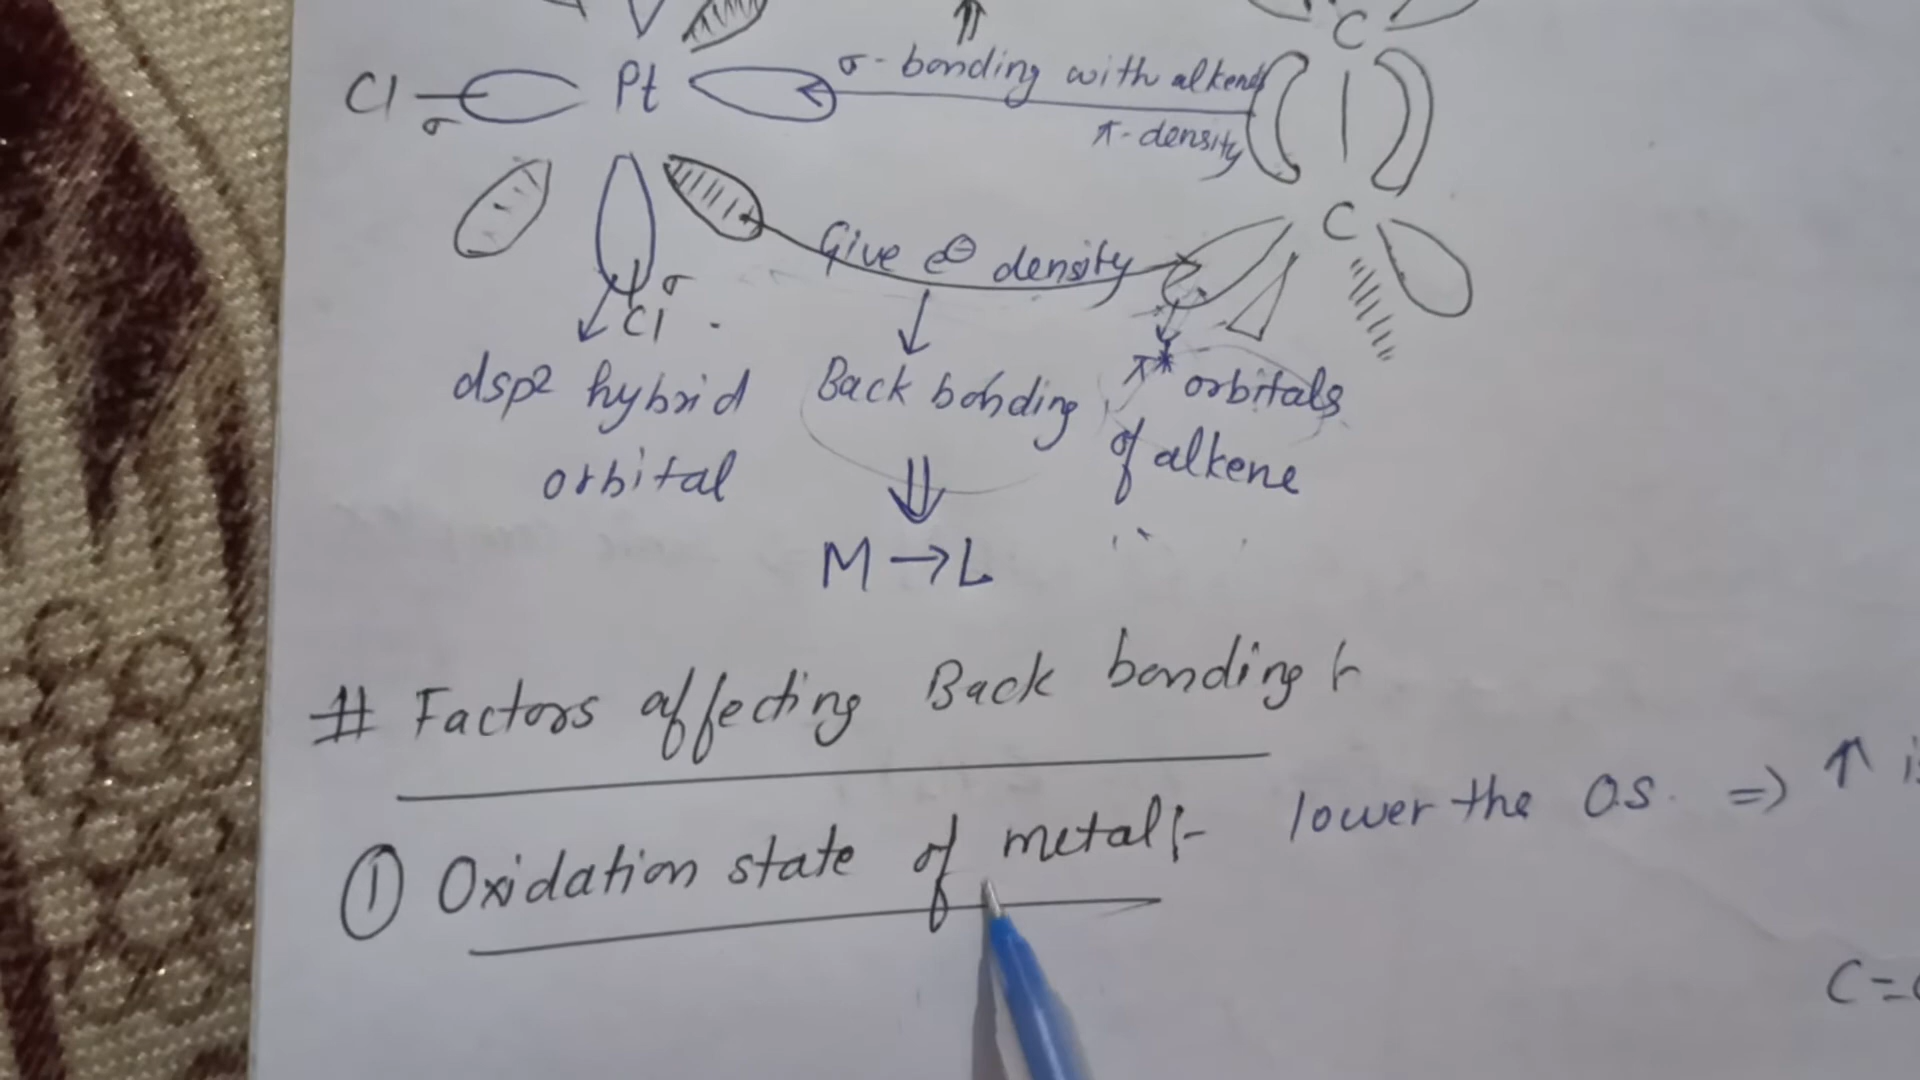 C
Cl σ Pt σ-bonding with alkene
π-density
C
Give e⊖ density
σ
Cl
dsp2 hybrid orbital
Back bonding
π* orbitals of alkene
M → L
# Factors affecting Back bonding :-
① Oxidation state of metal :- lower the O.S. => ↑
C=